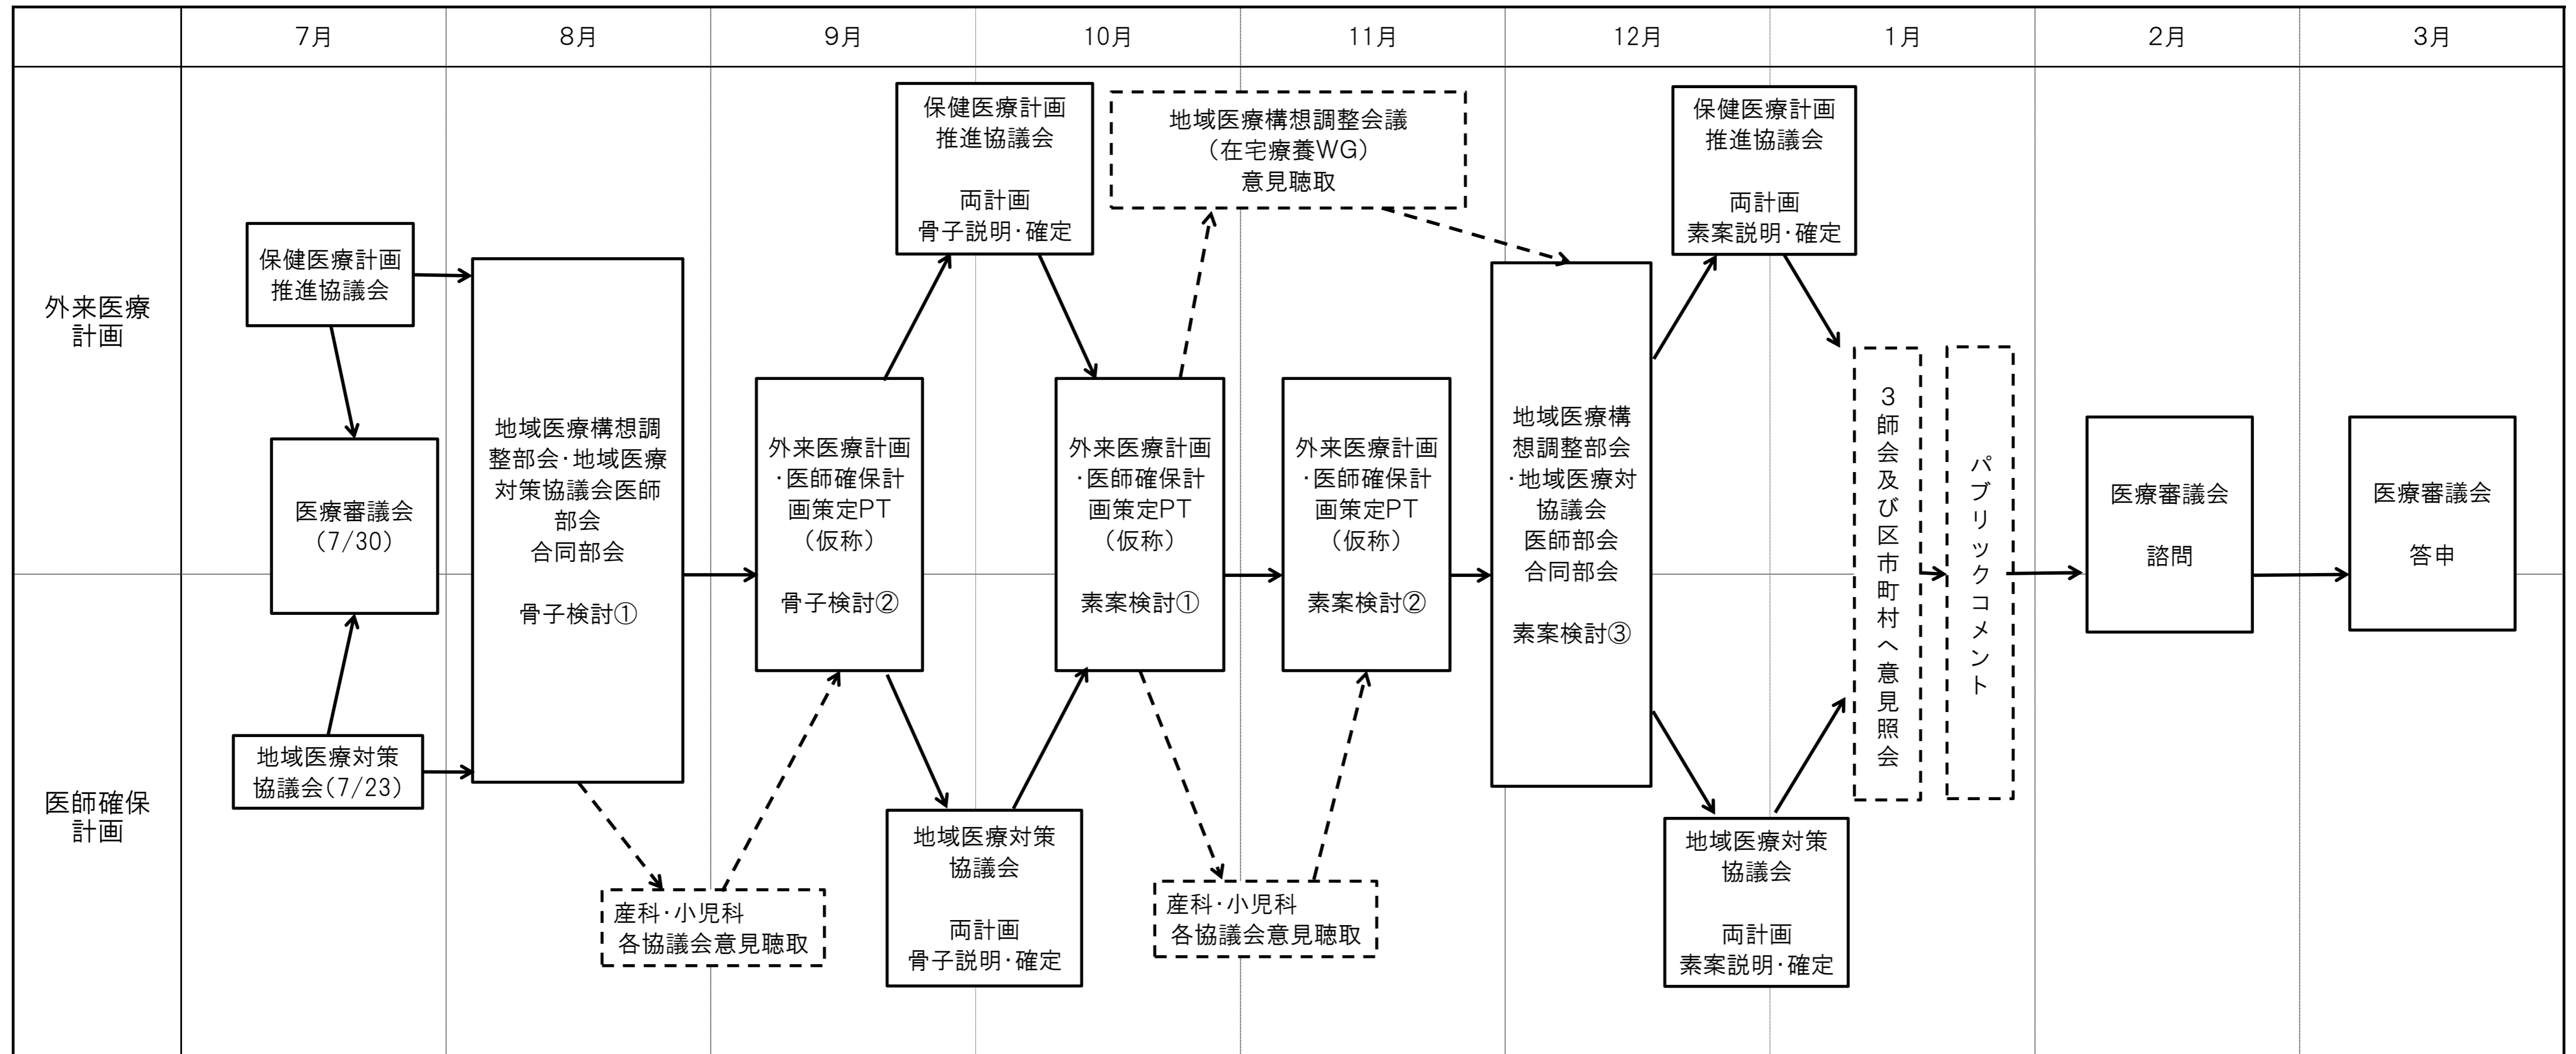 7月
8月
9月
10月
11月
12月
1月
2月
3月
外来医療
計画
医師確保
計画
保健医療計画
推進協議会
医療審議会
(7/30)
地域医療対策
協議会(7/23)
地域医療構想調
整部会･地域医療
対策協議会医師
部会
合同部会
骨子検討①
産科･小児科
各協議会意見聴取
外来医療計画
･医師確保計
画策定PT
(仮称)
骨子検討②
保健医療計画
推進協議会
両計画
骨子説明･確定
地域医療対策
協議会
両計画
骨子説明･確定
外来医療計画
･医師確保計
画策定PT
(仮称)
素案検討①
地域医療構想調整会議
(在宅療養WG)
意見聴取
産科･小児科
各協議会意見聴取
外来医療計画
･医師確保計
画策定PT
(仮称)
素案検討②
地域医療構
想調整部会
･地域医療対
協議会
医師部会
合同部会
素案検討③
保健医療計画
推進協議会
両計画
素案説明･確定
地域医療対策
協議会
両計画
素案説明･確定
3師会及び区市町村へ意見照会
パブリックコメント
医療審議会
諮問
医療審議会
答申